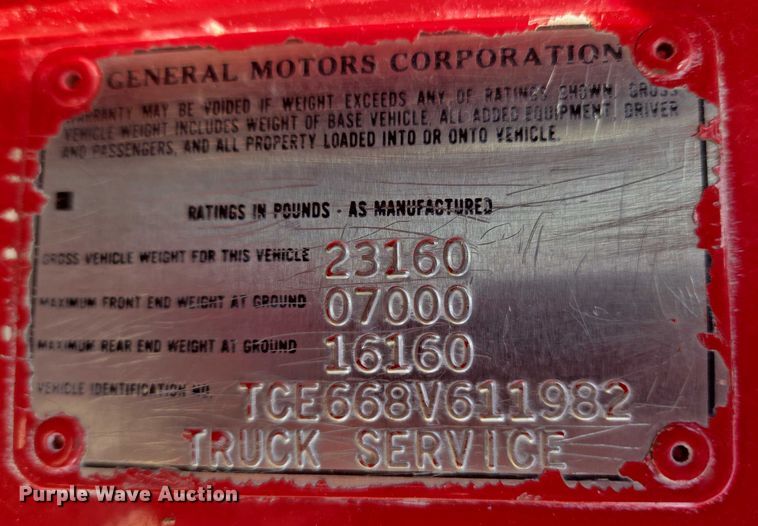 GENERAL MOTORS CORPORATION
WARRANTY MAY BE VOIDED IF WEIGHT EXCEEDS ANY OF RATINGS SHOWN. GROSS
VEHICLE WEIGHT INCLUDES WEIGHT OF BASE VEHICLE, ALL ADDED EQUIPMENT, DRIVER
AND PASSENGERS, AND ALL PROPERTY LOADED INTO OR ONTO VEHICLE.
RATINGS IN POUNDS - AS MANUFACTURED
GROSS VEHICLE WEIGHT FOR THIS VEHICLE 23160
MAXIMUM FRONT END WEIGHT AT GROUND 07000
MAXIMUM REAR END WEIGHT AT GROUND 16160
VEHICLE IDENTIFICATION NO. TCE668V611982
TRUCK SERVICE
Purple Wave Auction